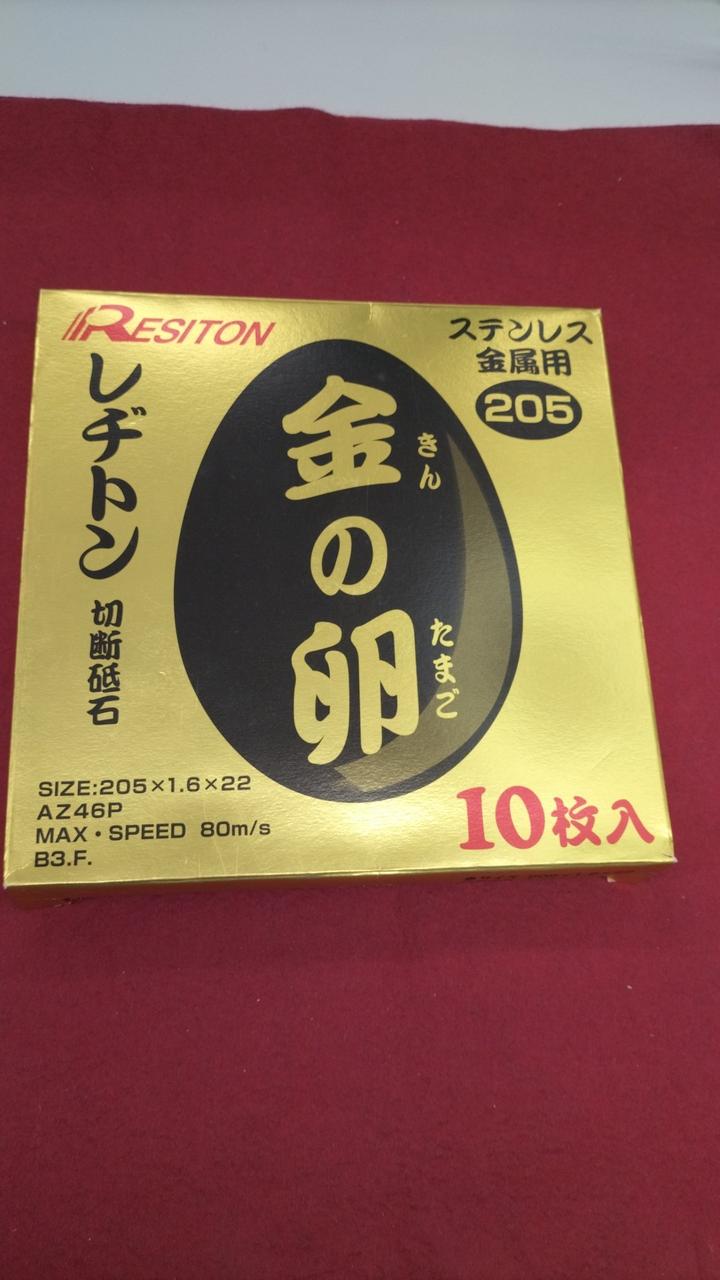 RESITON
レヂトン
切断砥石
ステンレス
金属用
205
金の卵
きん
たまご
SIZE:205×1.6×22
AZ46P
MAX・SPEED 80m/s
B3.F.
10枚入